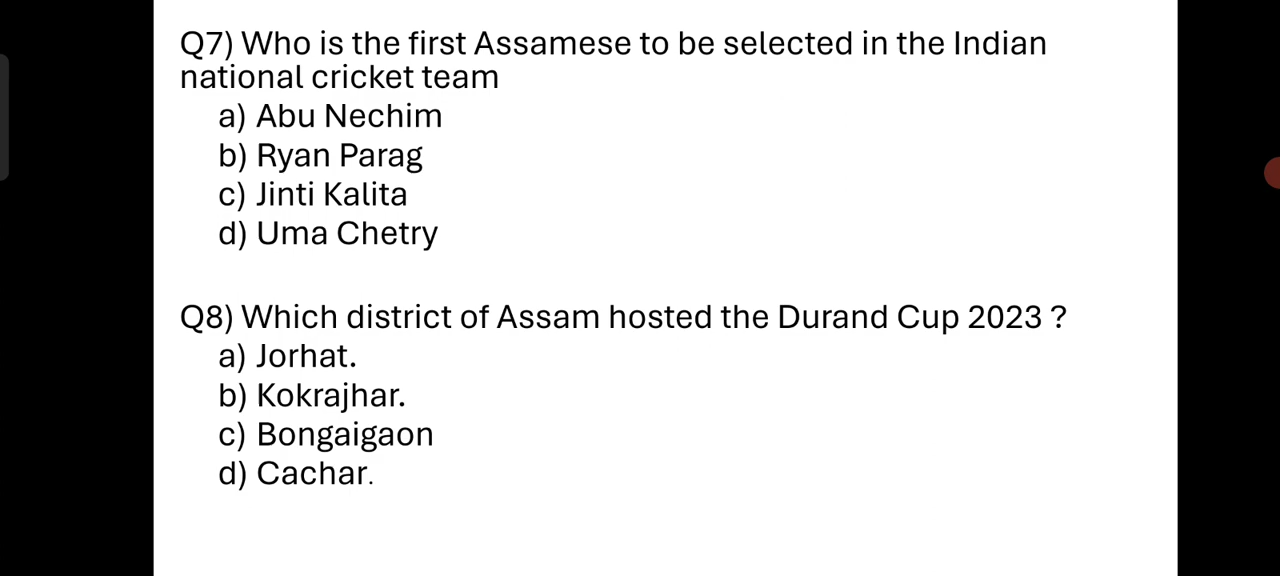 Q7) Who is the first Assamese to be selected in the Indian
national cricket team
a) Abu Nechim
b) Ryan Parag
c) Jinti Kalita
d) Uma Chetry
Q8) Which district of Assam hosted the Durand Cup 2023 ?
a) Jorhat.
b) Kokrajhar.
c) Bongaigaon
d) Cachar.